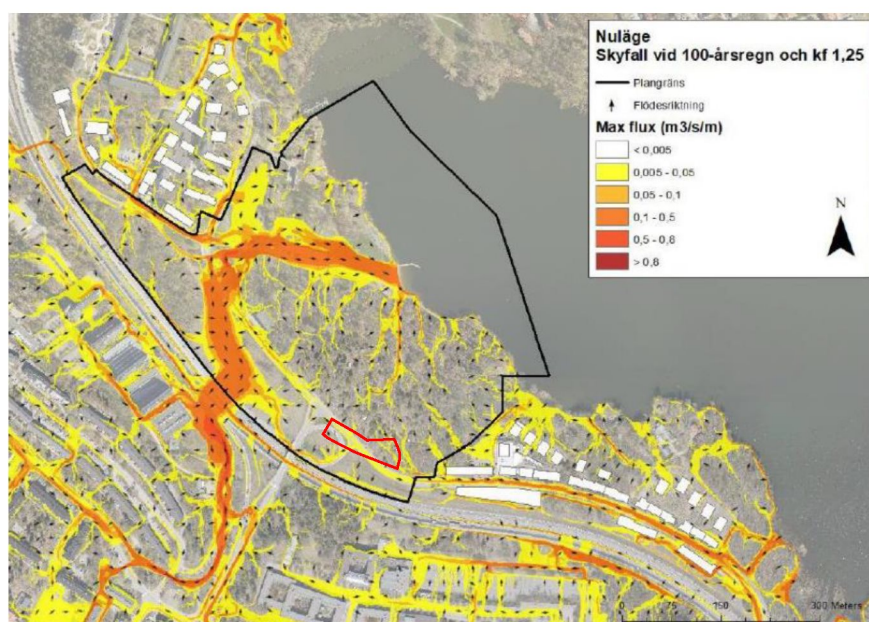 Nuläge
Skyfall vid 100-årsregn och kf 1,25
Plangräns
Flödesriktning
Max flux (m3/s/m)
< 0,005
0,005 - 0,05
0,05 - 0,1
0,1 - 0,5
0,5 - 0,8
> 0,8
N
0 75 150 300 Meters